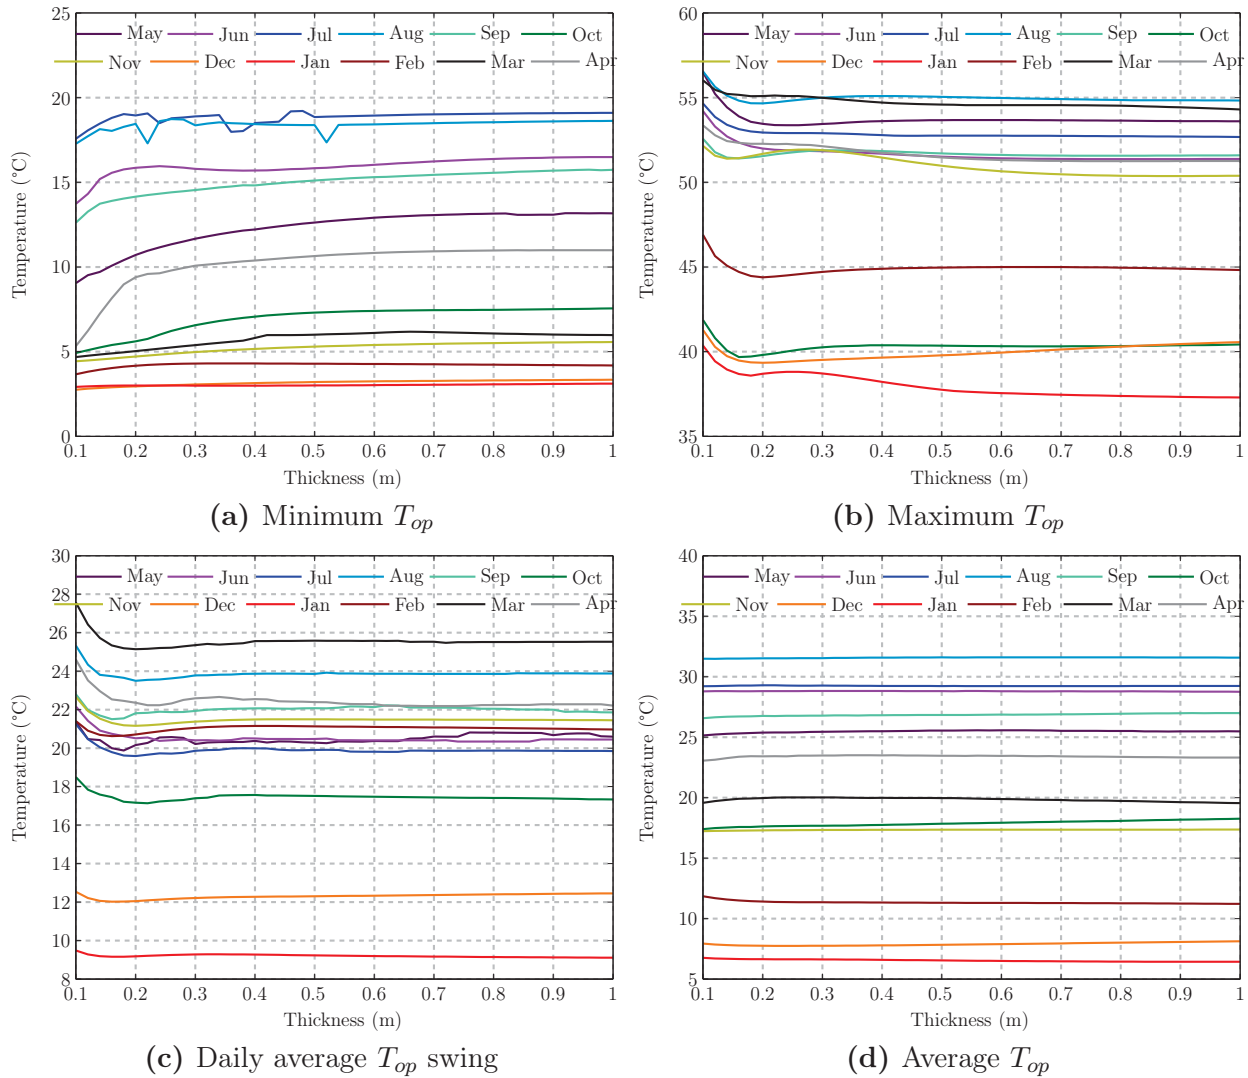 25
20
15
10
5
0
Temperature (°C)
May Jun Jul Aug Sep Oct
Nov Dec Jan Feb Mar Apr
0.1 0.2 0.3 0.4 0.5 0.6 0.7 0.8 0.9 1
Thickness (m)
(a) Minimum Top
60
55
50
45
40
35
Temperature (°C)
May Jun Jul Aug Sep Oct
Nov Dec Jan Feb Mar Apr
0.1 0.2 0.3 0.4 0.5 0.6 0.7 0.8 0.9 1
Thickness (m)
(b) Maximum Top
30
28
26
24
22
20
18
16
14
12
10
8
Temperature (°C)
May Jun Jul Aug Sep Oct
Nov Dec Jan Feb Mar Apr
0.1 0.2 0.3 0.4 0.5 0.6 0.7 0.8 0.9 1
Thickness (m)
(c) Daily average Top swing
40
35
30
25
20
15
10
5
Temperature (°C)
May Jun Jul Aug Sep Oct
Nov Dec Jan Feb Mar Apr
0.1 0.2 0.3 0.4 0.5 0.6 0.7 0.8 0.9 1
Thickness (m)
(d) Average Top